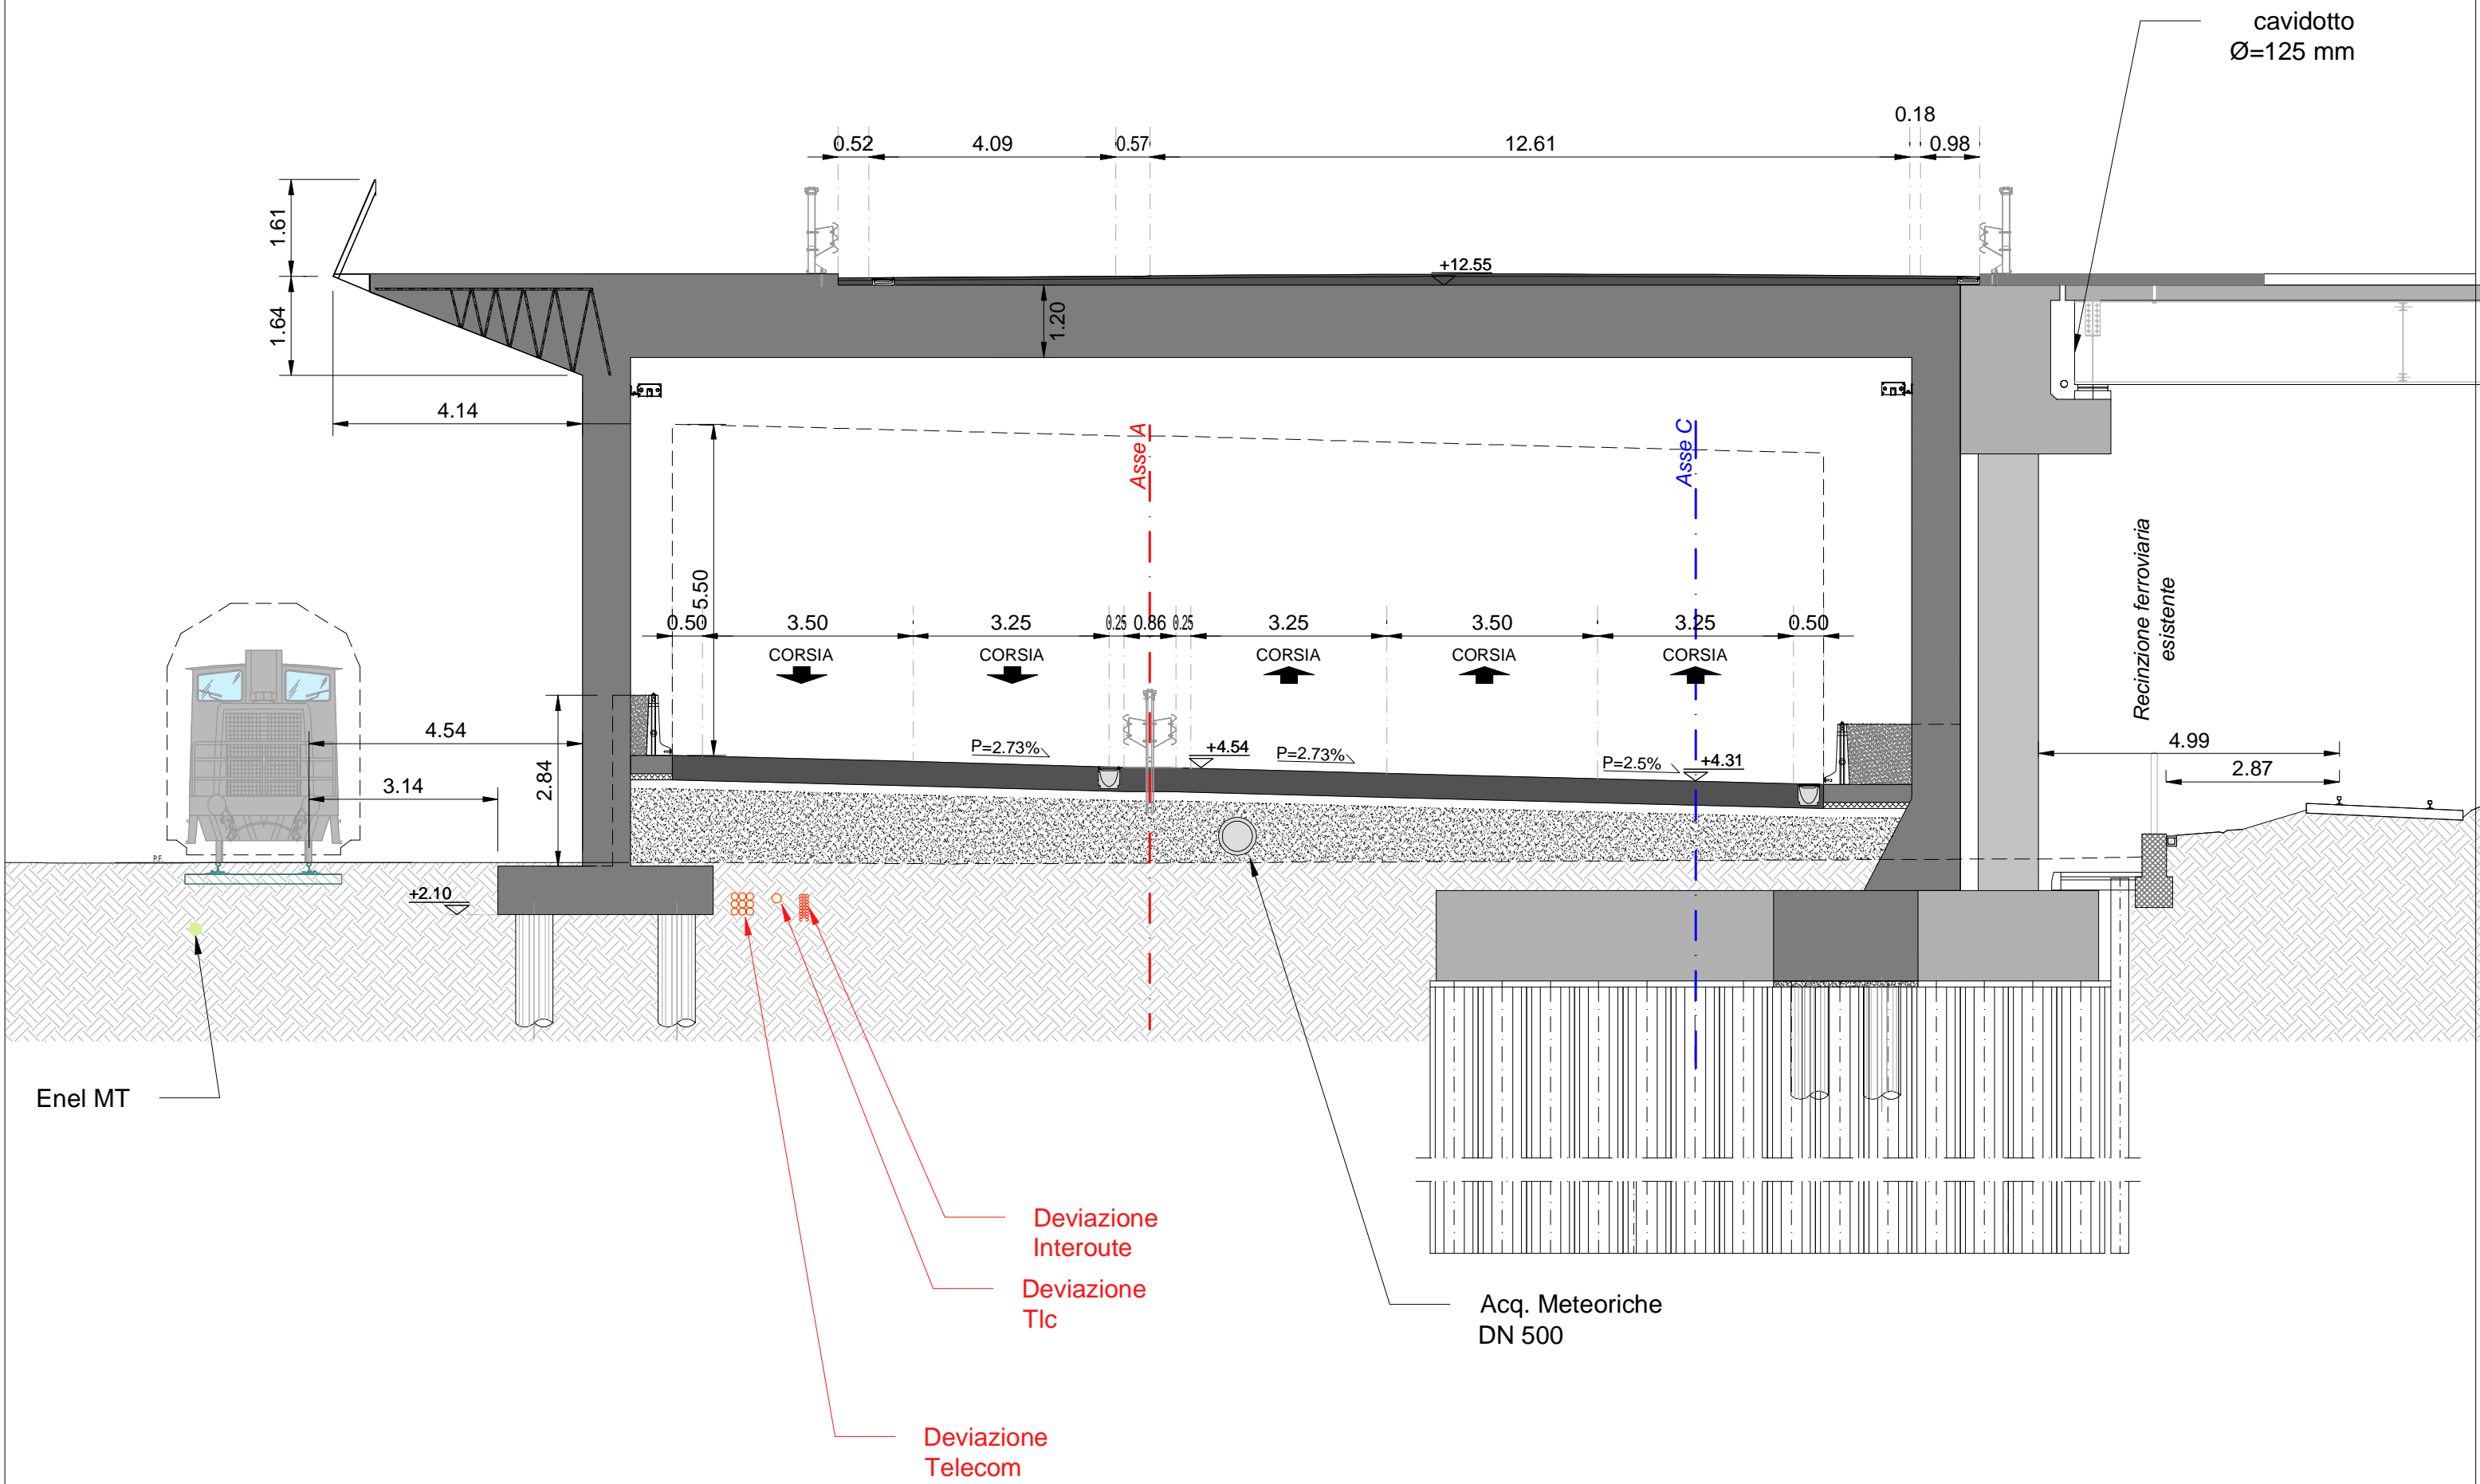 cavidotto
Ø=125 mm
0.18
0.52 4.09 0.57 12.61 0.98
1.61
+12.55
1.64
1.20
4.14
Asse A
Asse C
Recinzione ferroviaria
esistente
5.50
0.50 3.50 3.25 0.25 0.86 0.25 3.25 3.50 3.25 0.50
CORSIA CORSIA CORSIA CORSIA CORSIA
4.54
P=2.73% +4.54 P=2.73% P=2.5% +4.31
4.99
2.87
3.14
2.84
P.F.
+2.10
Enel MT
Deviazione
Interoute
Deviazione
Tlc
Acq. Meteoriche
DN 500
Deviazione
Telecom